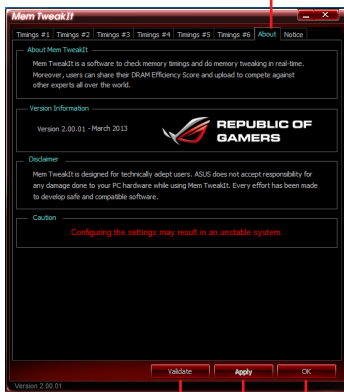 Mem TweakIt
Timings #1 Timings #2 Timings #3 Timings #4 Timings #5 Timings #6 About Notice
About Mem TweakIt
Mem TweakIt is a software to check memory timings and do memory tweaking in real-time.
Moreover, users can share their DRAM Efficiency Score and upload to compete against
other experts all over the world.
Version Information
Version 2.00.01 - March 2013
REPUBLIC OF
GAMERS
Disclaimer
Mem TweakIt is designed for technically adept users. ASUS does not accept responsibility for
any damage done to your PC hardware while using Mem TweakIt. Every effort has been made
to develop safe and compatible software.
Caution
Configuring the settings may result in an unstable system
Validate Apply OK
Version 2.00.01